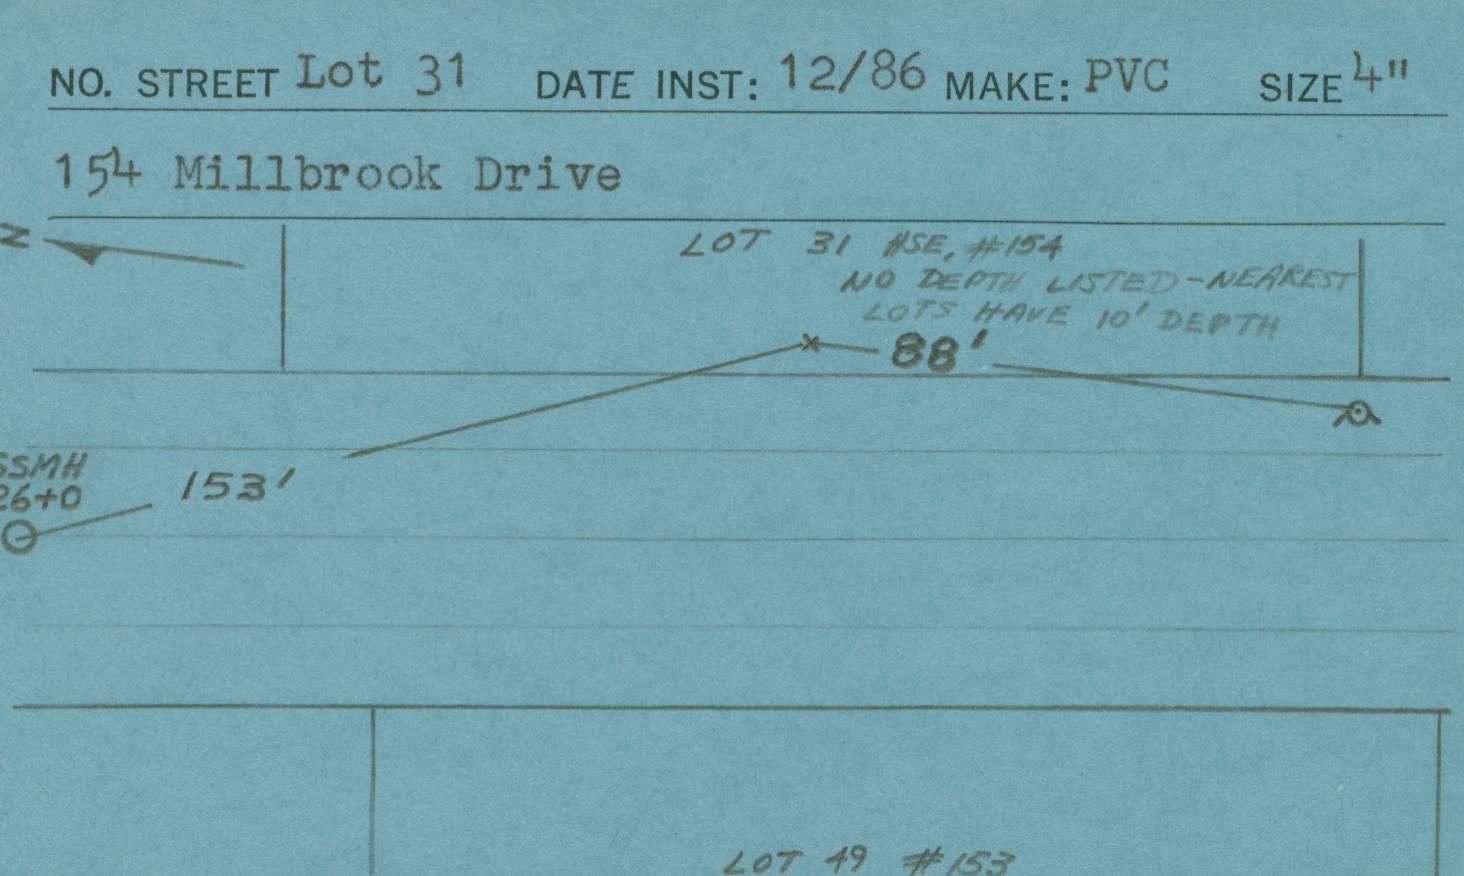 NO. STREET Lot 31 DATE INST: 12/86 MAKE: PVC SIZE 4"
154 Millbrook Drive
N
LOT 31 HSE. #154
NO DEPTH LISTED-NEAREST
LOTS HAVE 10' DEPTH
88'
SSMH
26+0
153'
LOT 49 #153